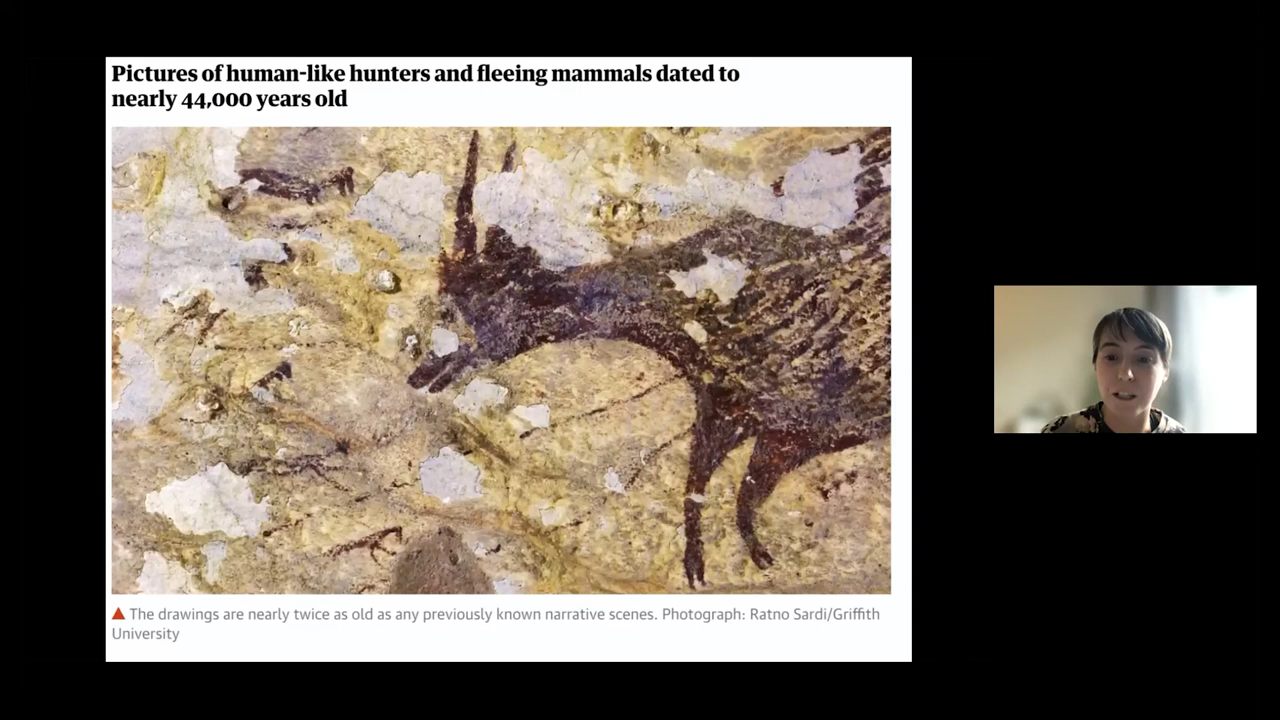 Pictures of human-like hunters and fleeing mammals dated to
nearly 44,000 years old
The drawings are nearly twice as old as any previously known narrative scenes. Photograph: Ratno Sardi/Griffith
University